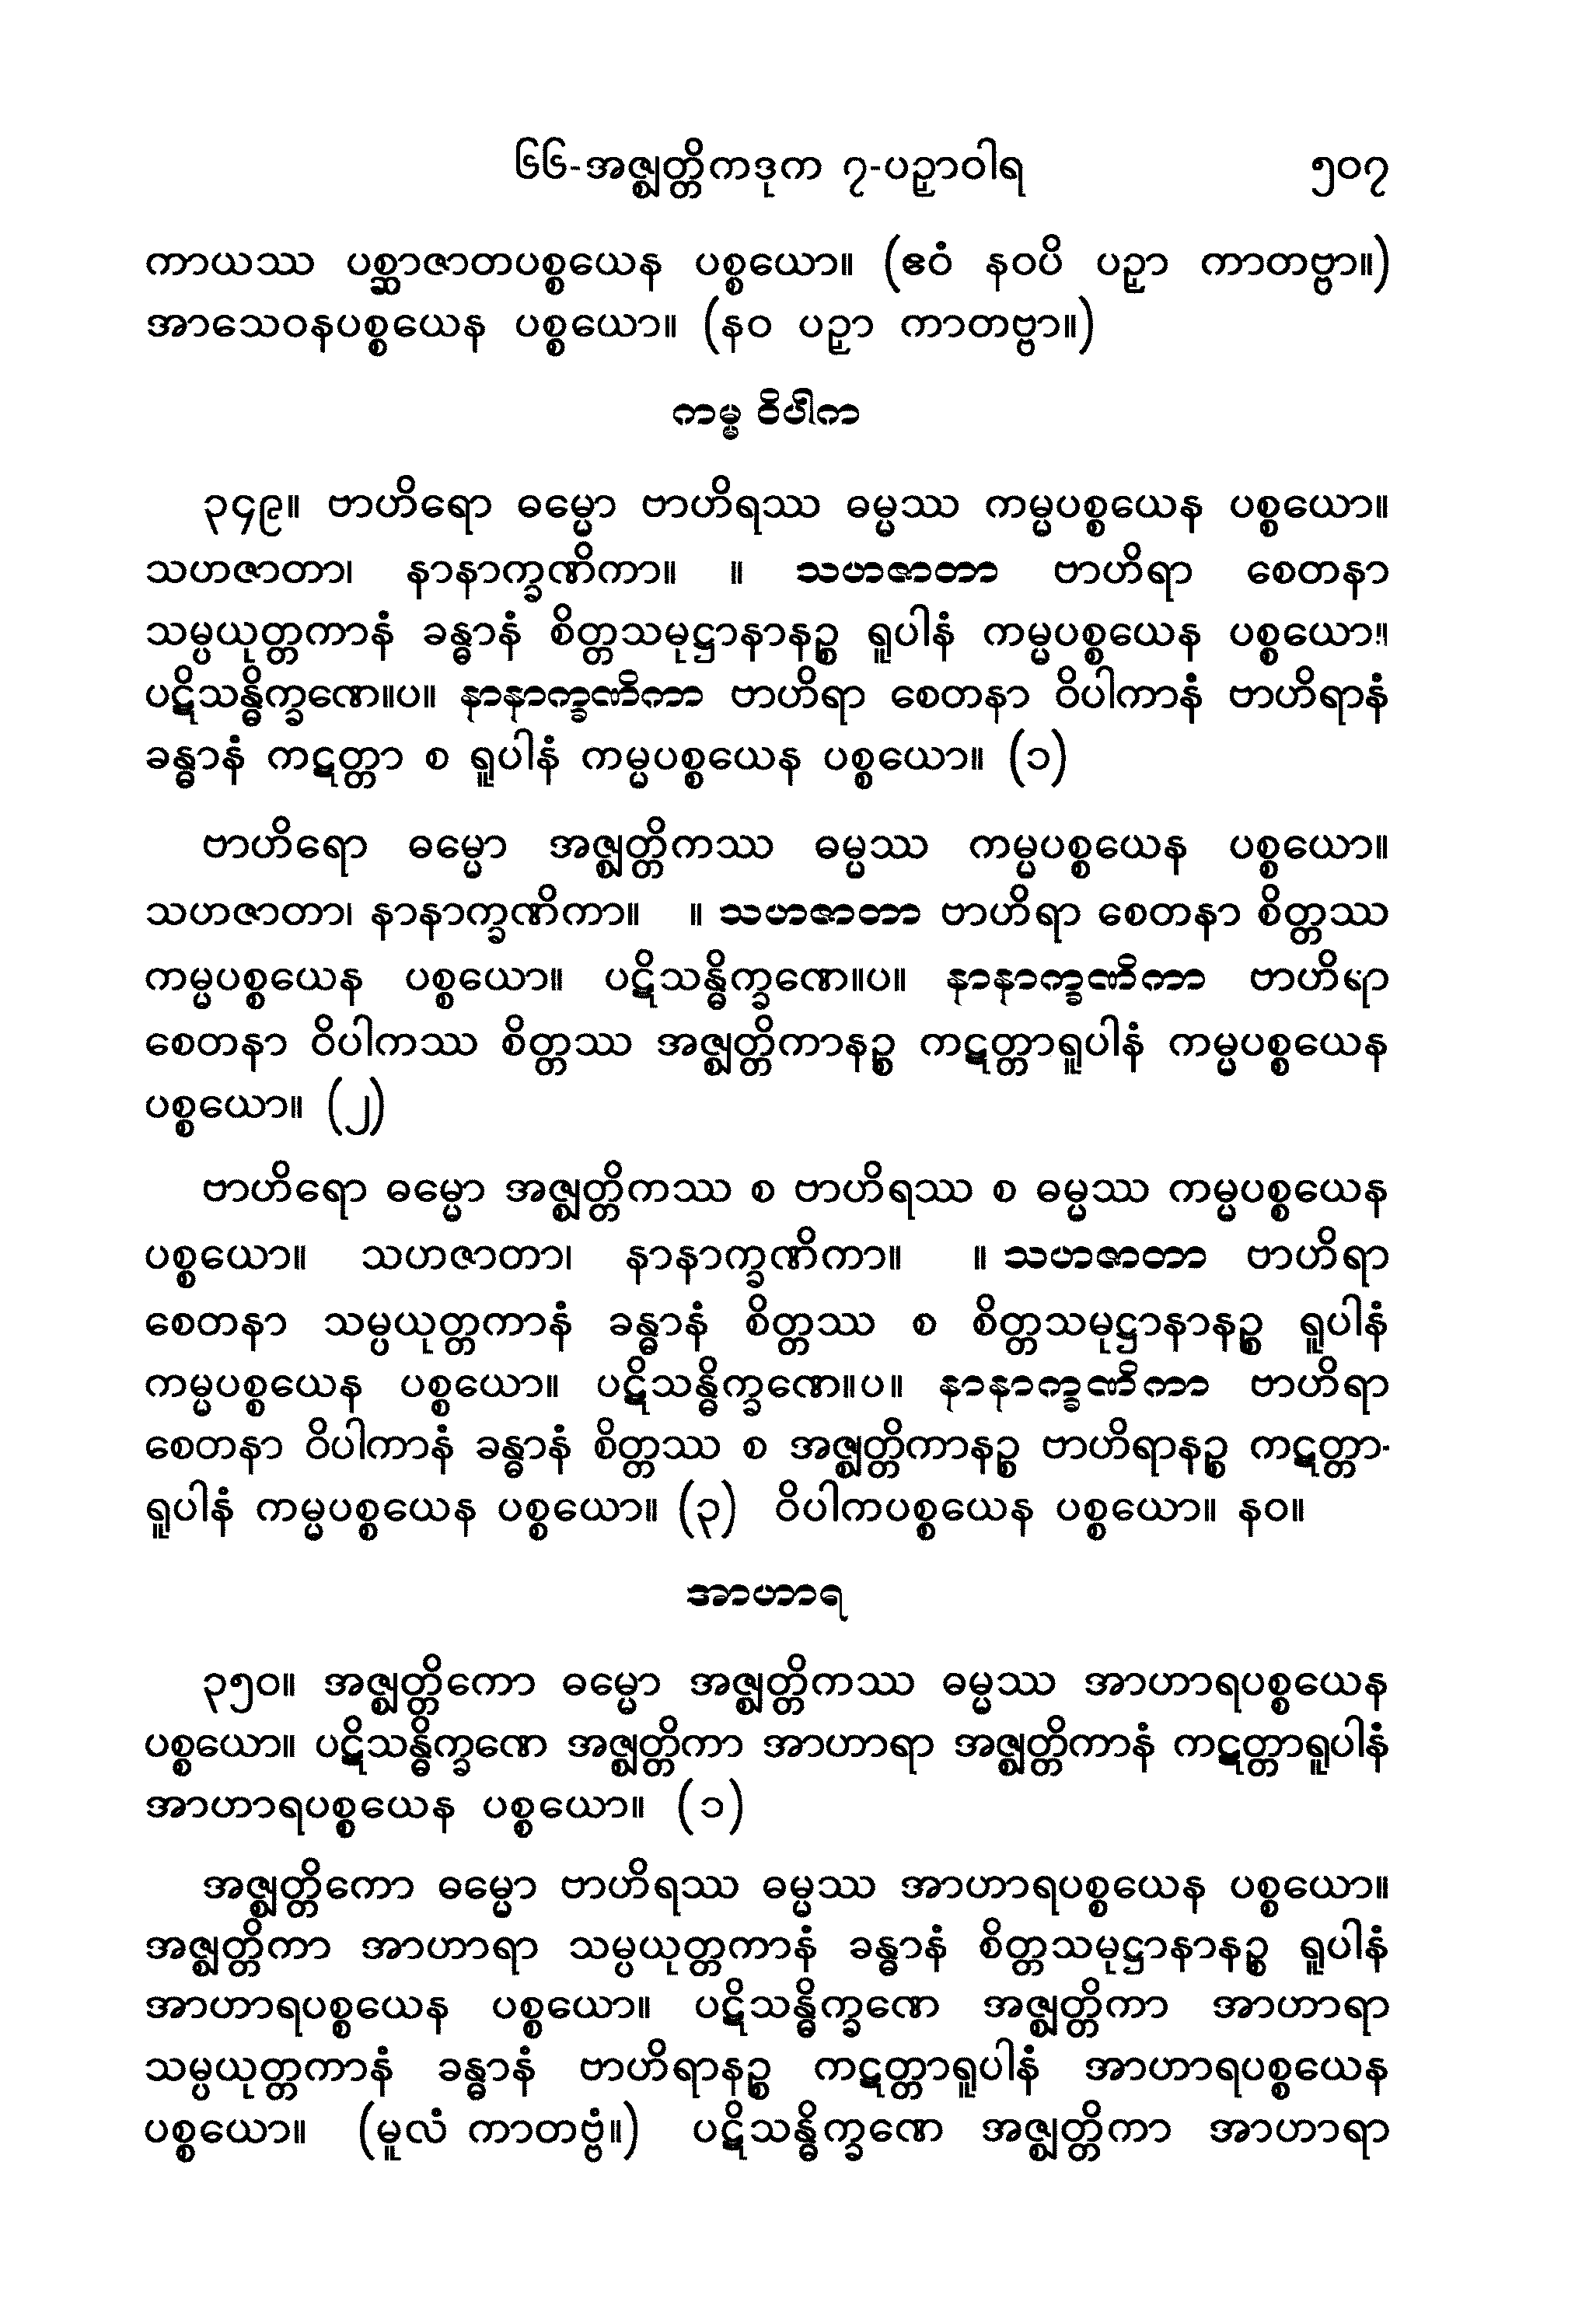 ၆၆-အဇ္ဈတ္တိကဒုက ၇-ပဉှာဝါရ ၅၀၇
ကာယဿ ပစ္ဆာဇာတပစ္စယေန ပစ္စယော။ (ဧဝံ နဝပိ ပဉှာ ကာတဗ္ဗာ။)
အာသေဝနပစ္စယေန ပစ္စယော။ (နဝ ပဉှာ ကာတဗ္ဗာ။)
ကမ္မ ဝိပါက
၃၄၉။ ဗာဟိရော ဓမ္မော ဗာဟိရဿ ဓမ္မဿ ကမ္မပစ္စယေန ပစ္စယော။
သဟဇာတာ၊ နာနာက္ခဏိကာ။ ။ သဟဇာတာ ဗာဟိရာ စေတနာ
သမ္ပယုတ္တကာနံ ခန္ဓာနံ စိတ္တသမုဋ္ဌာနာနဉ္စ ရူပါနံ ကမ္မပစ္စယေန ပစ္စယော။
ပဋိသန္ဓိက္ခဏေ။ပ။ နာနာက္ခဏိကာ ဗာဟိရာ စေတနာ ဝိပါကာနံ ဗာဟိရာနံ
ခန္ဓာနံ ကဋတ္တာ စ ရူပါနံ ကမ္မပစ္စယေန ပစ္စယော။ (၁)
ဗာဟိရော ဓမ္မော အဇ္ဈတ္တိကဿ ဓမ္မဿ ကမ္မပစ္စယေန ပစ္စယော။
သဟဇာတာ၊ နာနာက္ခဏိကာ။ ။ သဟဇာတာ ဗာဟိရာ စေတနာ စိတ္တဿ
ကမ္မပစ္စယေန ပစ္စယော။ ပဋိသန္ဓိက္ခဏေ။ပ။ နာနာက္ခဏိကာ ဗာဟိရာ
စေတနာ ဝိပါကဿ စိတ္တဿ အဇ္ဈတ္တိကာနဉ္စ ကဋတ္တာရူပါနံ ကမ္မပစ္စယေန
ပစ္စယော။ (၂)
ဗာဟိရော ဓမ္မော အဇ္ဈတ္တိကဿ စ ဗာဟိရဿ စ ဓမ္မဿ ကမ္မပစ္စယေန
ပစ္စယော။ သဟဇာတာ၊ နာနာက္ခဏိကာ။ ။ သဟဇာတာ ဗာဟိရာ
စေတနာ သမ္ပယုတ္တကာနံ ခန္ဓာနံ စိတ္တဿ စ စိတ္တသမုဋ္ဌာနာနဉ္စ ရူပါနံ
ကမ္မပစ္စယေန ပစ္စယော။ ပဋိသန္ဓိက္ခဏေ။ပ။ နာနာက္ခဏိကာ ဗာဟိရာ
စေတနာ ဝိပါကာနံ ခန္ဓာနံ စိတ္တဿ စ အဇ္ဈတ္တိကာနဉ္စ ဗာဟိရာနဉ္စ ကဋတ္တာ-
ရူပါနံ ကမ္မပစ္စယေန ပစ္စယော။ (၃) ဝိပါကပစ္စယေန ပစ္စယော။ နဝ။
အာဟာရ
၃၅၀။ အဇ္ဈတ္တိကော ဓမ္မော အဇ္ဈတ္တိကဿ ဓမ္မဿ အာဟာရပစ္စယေန
ပစ္စယော။ ပဋိသန္ဓိက္ခဏေ အဇ္ဈတ္တိကာ အာဟာရာ အဇ္ဈတ္တိကာနံ ကဋတ္တာရူပါနံ
အာဟာရပစ္စယေန ပစ္စယော။ (၁)
အဇ္ဈတ္တိကော ဓမ္မော ဗာဟိရဿ ဓမ္မဿ အာဟာရပစ္စယေန ပစ္စယော။
အဇ္ဈတ္တိကာ အာဟာရာ သမ္ပယုတ္တကာနံ ခန္ဓာနံ စိတ္တသမုဋ္ဌာနာနဉ္စ ရူပါနံ
အာဟာရပစ္စယေန ပစ္စယော။ ပဋိသန္ဓိက္ခဏေ အဇ္ဈတ္တိကာ အာဟာရာ
သမ္ပယုတ္တကာနံ ခန္ဓာနံ ဗာဟိရာနဉ္စ ကဋတ္တာရူပါနံ အာဟာရပစ္စယေန
ပစ္စယော။ (မူလံ ကာတဗ္ဗံ။) ပဋိသန္ဓိက္ခဏေ အဇ္ဈတ္တိကာ အာဟာရာ